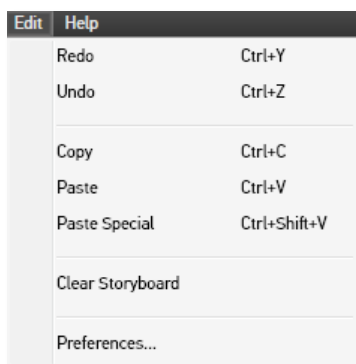 Edit Help
Redo Ctrl+Y
Undo Ctrl+Z
Copy Ctrl+C
Paste Ctrl+V
Paste Special Ctrl+Shift+V
Clear Storyboard
Preferences...